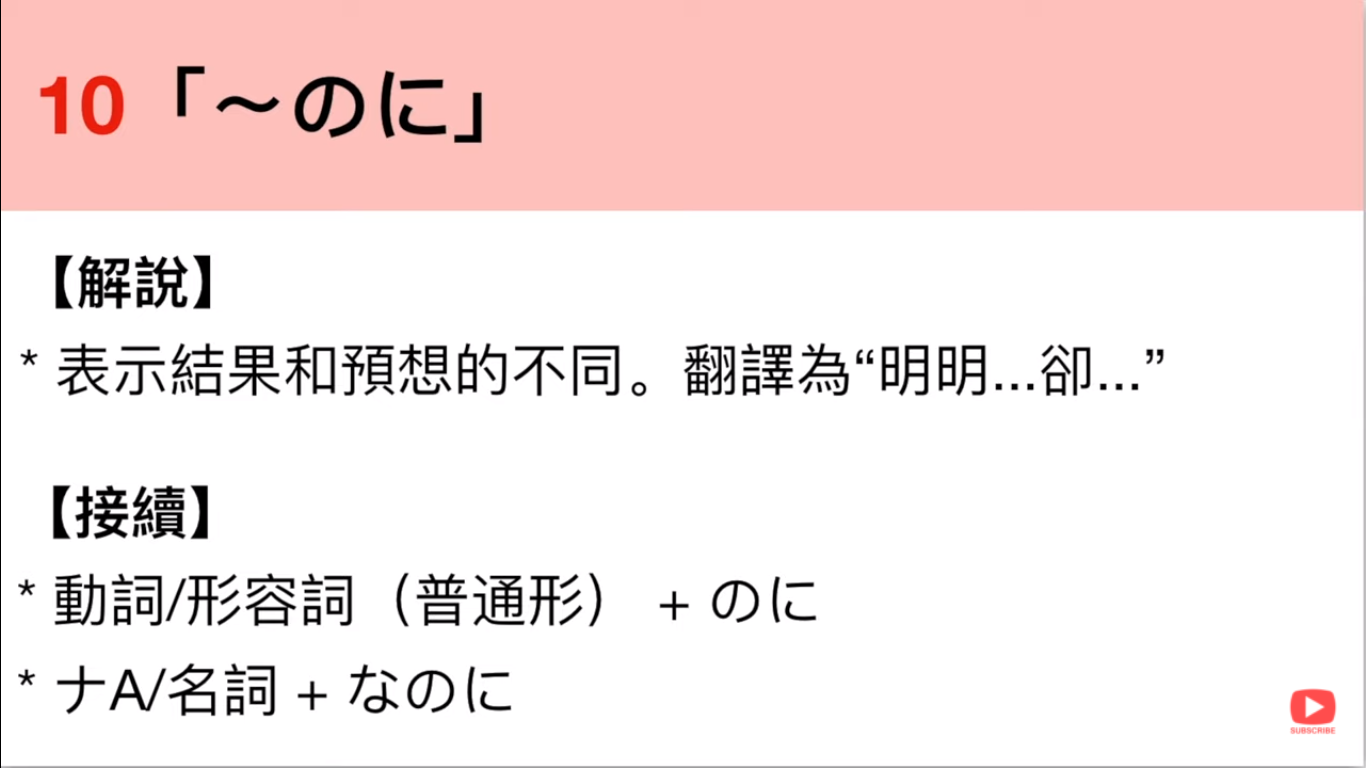 10「～のに」
【解說】
* 表示結果和預想的不同。翻譯為“明明...卻...”
【接續】
* 動詞/形容詞（普通形） + のに
* ナA/名詞 + なのに
SUBSCRIBE